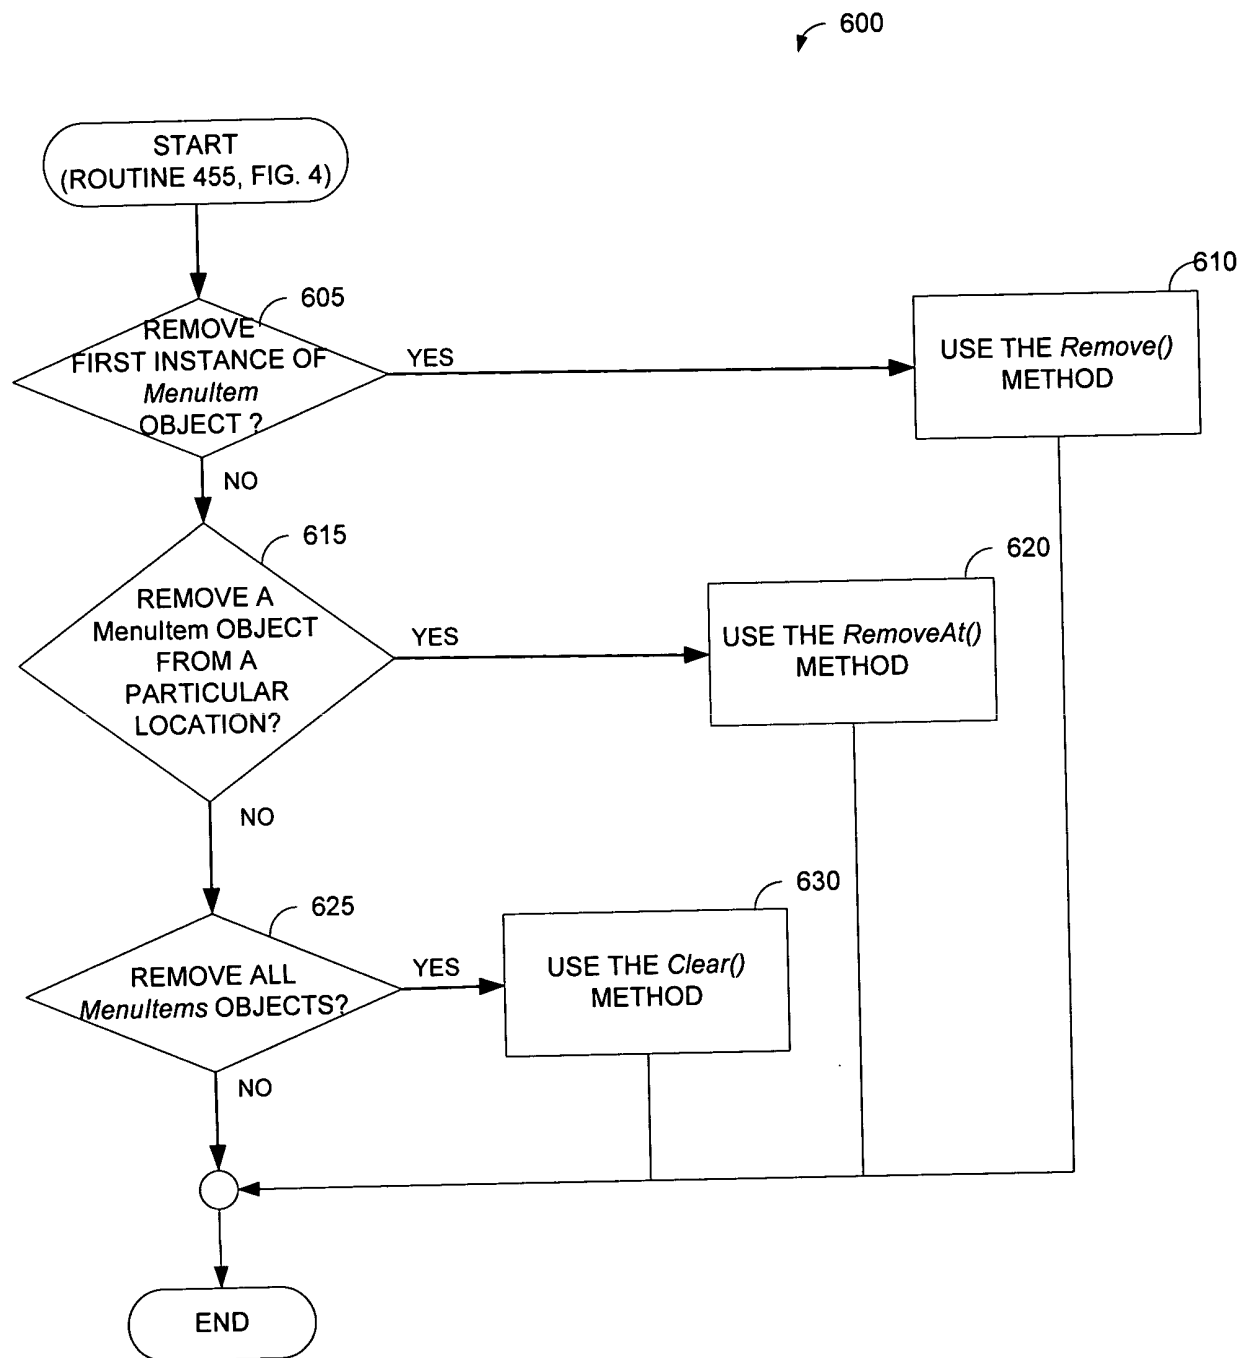 600
START
(ROUTINE 455, FIG. 4)
605
REMOVE
FIRST INSTANCE OF
MenuItem
OBJECT ?
YES
610
USE THE Remove()
METHOD
NO
615
REMOVE A
MenuItem OBJECT
FROM A
PARTICULAR
LOCATION?
YES
620
USE THE RemoveAt()
METHOD
NO
625
REMOVE ALL
MenuItems OBJECTS?
YES
630
USE THE Clear()
METHOD
NO
END